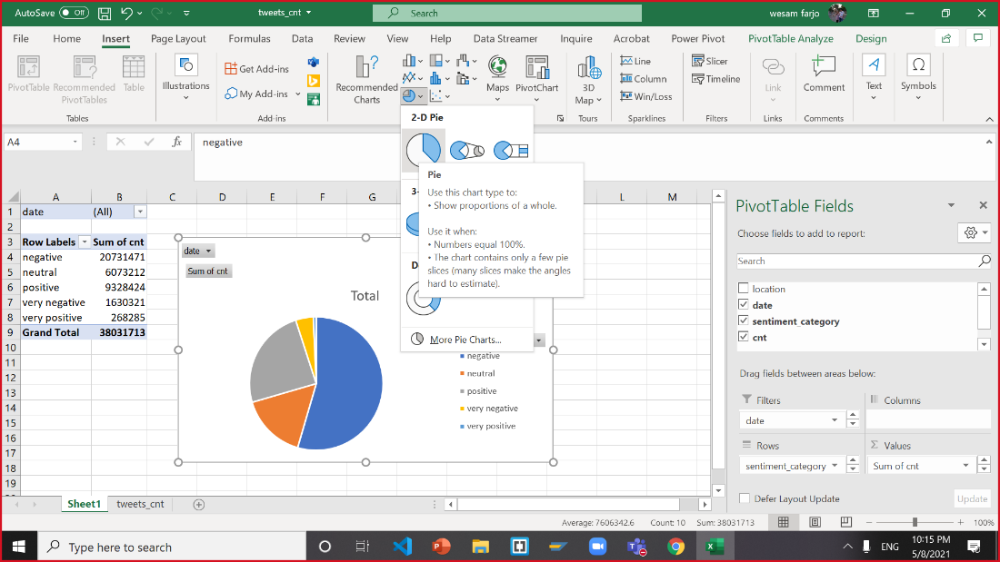 AutoSave Off tweets_cnt Search wesam farjo
File Home Insert Page Layout Formulas Data Review View Help Data Streamer Inquire Acrobat Power Pivot PivotTable Analyze Design
PivotTable Recommended PivotTables Table
Tables
Illustrations
Get Add-ins
My Add-ins
Add-ins
Recommended Charts
Maps PivotChart
3D Map
Tours
Line
Column
Win/Loss
Sparklines
Slicer
Timeline
Filters
Link
Links
Comment
Comments
Text
Symbols
A4 fx negative
2-D Pie
Pie
Use this chart type to:
• Show proportions of a whole.
Use it when:
• Numbers equal 100%.
• The chart contains only a few pie
slices (many slices make the angles
hard to estimate).
3-
D
More Pie Charts...
A B C D E F G L M
1 date (All)
2
3 Row Labels Sum of cnt
4 negative 20731471
5 neutral 6073212
6 positive 9328424
7 very negative 1630321
8 very positive 268285
9 Grand Total 38031713
10
11
12
13
14
15
16
17
18
19
date
Sum of cnt
Total
negative
neutral
positive
very negative
very positive
Sheet1 tweets_cnt
PivotTable Fields
Choose fields to add to report:
Search
location
date
sentiment_category
cnt
Drag fields between areas below:
Filters Columns
date
Rows Σ Values
sentiment_category Sum of cnt
Defer Layout Update Update
Average: 7606342.6 Count: 10 Sum: 38031713 100%
Type here to search
ENG
10:15 PM
5/8/2021